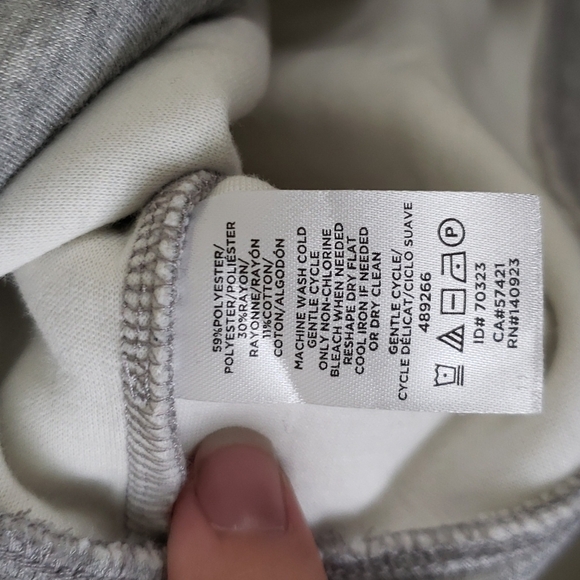 59%POLYESTER/
POLYESTER/POLIÉSTER
30%RAYON/
RAYONNE/RAYÓN
11%COTTON/
COTON/ALGODÓN
MACHINE WASH COLD
GENTLE CYCLE
ONLY NON-CHLORINE
BLEACH WHEN NEEDED
RESHAPE DRY FLAT
COOL IRON IF NEEDED
OR DRY CLEAN
GENTLE CYCLE/
CYCLE DÉLICAT/CICLO SUAVE
489266
P
ID# 70323
CA#57421
RN#140923